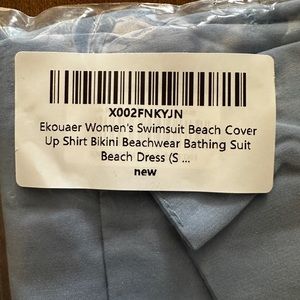 X002FNKYJN
Ekouaer Women's Swimsuit Beach Cover
Up Shirt Bikini Beachwear Bathing Suit
Beach Dress (S ...
new